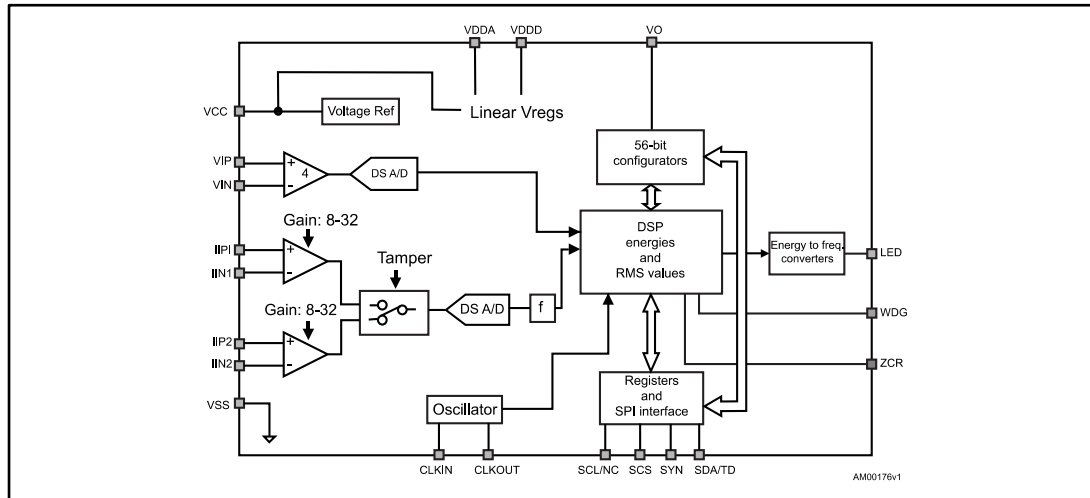 VDDA
VDDD
VO
VCC
Voltage Ref
Linear Vregs
56-bit
configurators
VIP
VIN
+
4
-
DS A/D
Gain: 8-32
IIPI
IIN1
+
-
Tamper
DS A/D
f
DSP
energies
and
RMS values
Energy to freq.
converters
LED
WDG
ZCR
Gain: 8-32
IIP2
IIN2
+
-
VSS
Oscillator
Registers
and
SPI interface
CLKIN
CLKOUT
SCL/NC
SCS
SYN
SDA/TD
AM00176v1